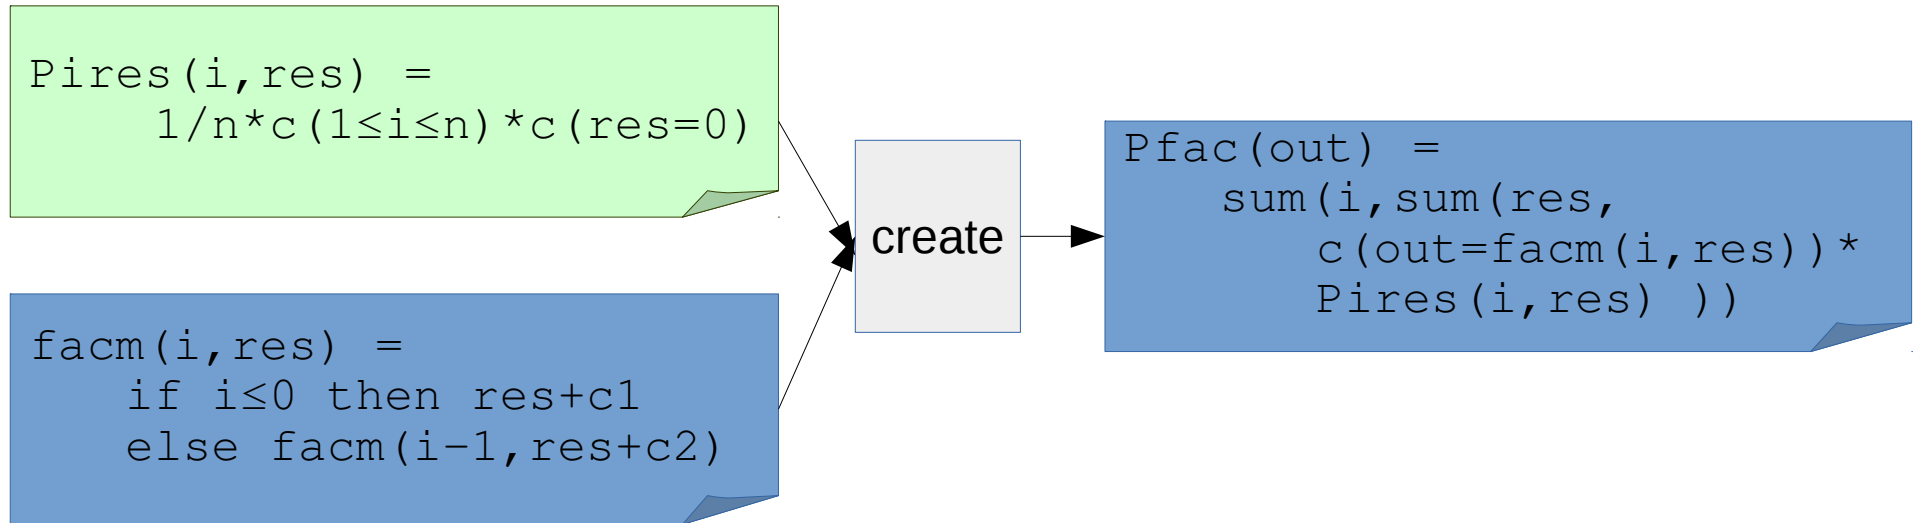 Pires(i,res) =
1/n*c(1≤i≤n)*c(res=0)
facm(i,res) =
if i≤0 then res+c1
else facm(i-1,res+c2)
create
Pfac(out) =
sum(i,sum(res,
c(out=facm(i,res))*
Pires(i,res) ))